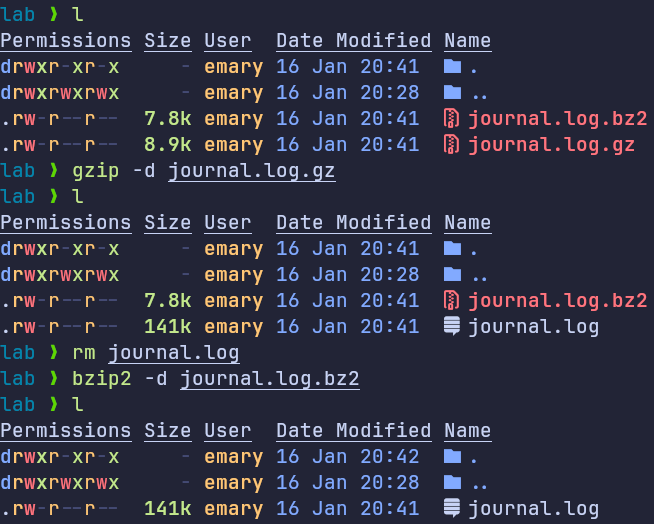 lab ❯ l
Permissions Size User Date Modified Name
drwxr-xr-x - emary 16 Jan 20:41 .
drwxrwxrwx - emary 16 Jan 20:28 ..
.rw-r--r-- 7.8k emary 16 Jan 20:41 journal.log.bz2
.rw-r--r-- 8.9k emary 16 Jan 20:41 journal.log.gz
lab ❯ gzip -d journal.log.gz
lab ❯ l
Permissions Size User Date Modified Name
drwxr-xr-x - emary 16 Jan 20:41 .
drwxrwxrwx - emary 16 Jan 20:28 ..
.rw-r--r-- 7.8k emary 16 Jan 20:41 journal.log.bz2
.rw-r--r-- 141k emary 16 Jan 20:41 journal.log
lab ❯ rm journal.log
lab ❯ bzip2 -d journal.log.bz2
lab ❯ l
Permissions Size User Date Modified Name
drwxr-xr-x - emary 16 Jan 20:42 .
drwxrwxrwx - emary 16 Jan 20:28 ..
.rw-r--r-- 141k emary 16 Jan 20:41 journal.log